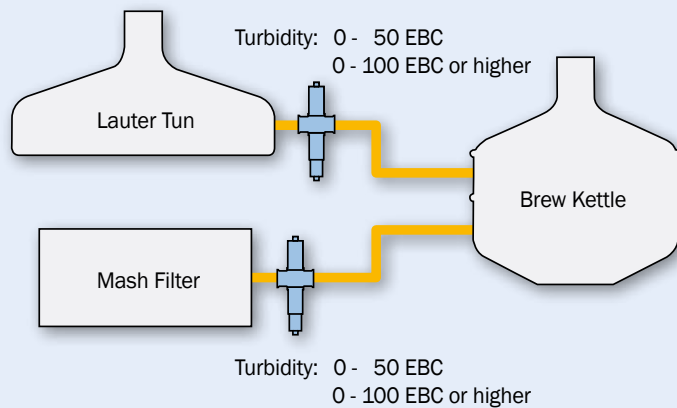 Turbidity: 0 - 50 EBC
0 - 100 EBC or higher
Lauter Tun
Brew Kettle
Mash Filter
Turbidity: 0 - 50 EBC
0 - 100 EBC or higher